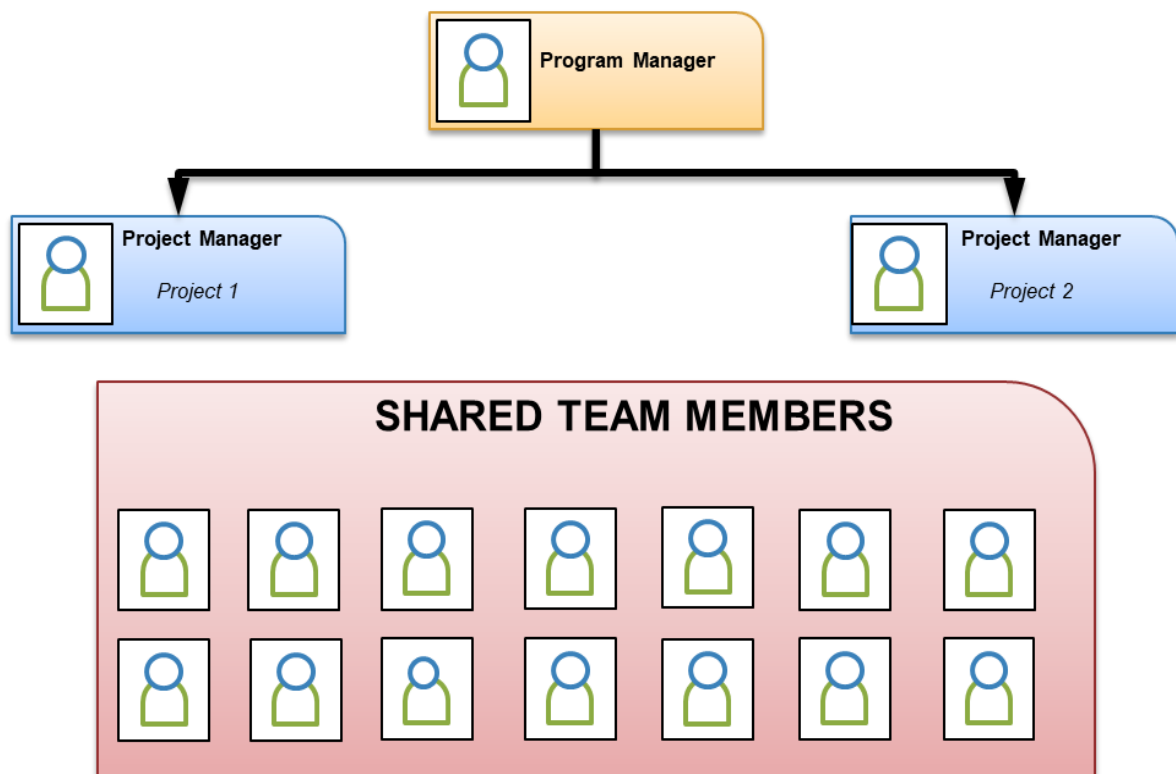 Program Manager
Project Manager
Project 1
Project Manager
Project 2
SHARED TEAM MEMBERS